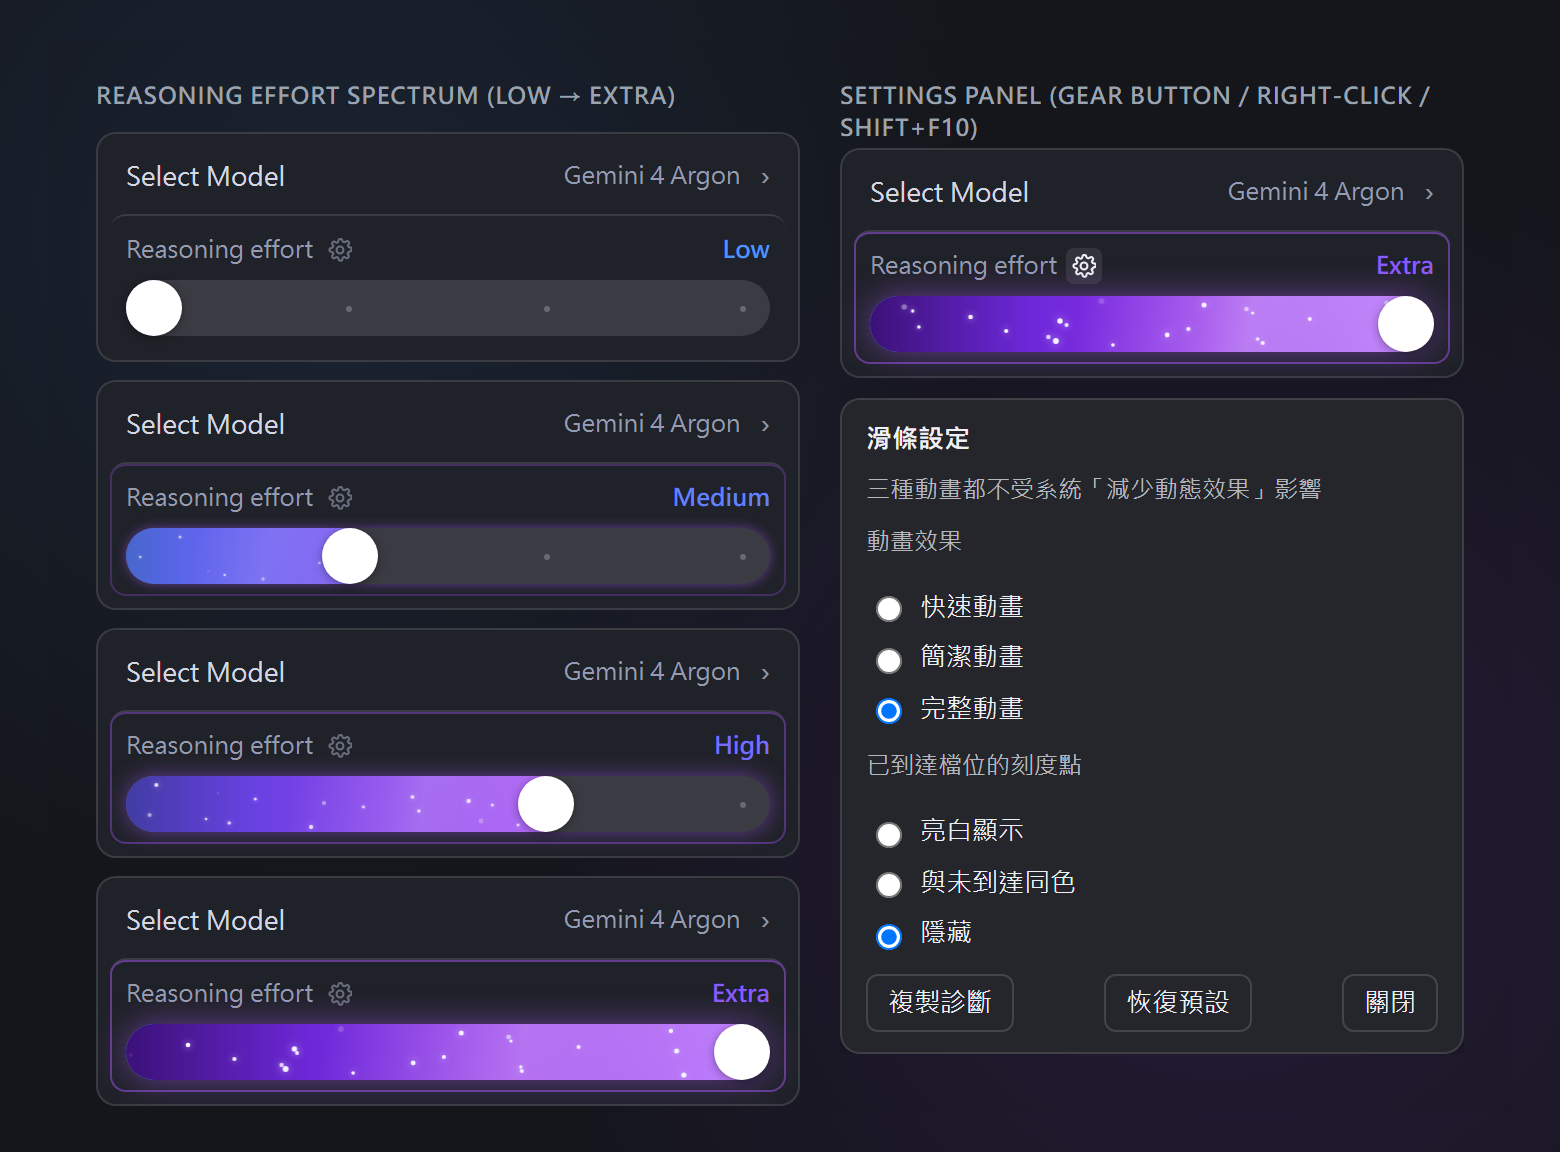 REASONING EFFORT SPECTRUM (LOW → EXTRA)
Select Model Gemini 4 Argon ›
Reasoning effort Low
Select Model Gemini 4 Argon ›
Reasoning effort Medium
Select Model Gemini 4 Argon ›
Reasoning effort High
Select Model Gemini 4 Argon ›
Reasoning effort Extra
SETTINGS PANEL (GEAR BUTTON / RIGHT-CLICK /
SHIFT+F10)
Select Model Gemini 4 Argon ›
Reasoning effort Extra
滑條設定
三種動畫都不受系統「減少動態效果」影響
動畫效果
快速動畫
簡潔動畫
完整動畫
已到達檔位的刻度點
亮白顯示
與未到達同色
隱藏
複製診斷 恢復預設 關閉